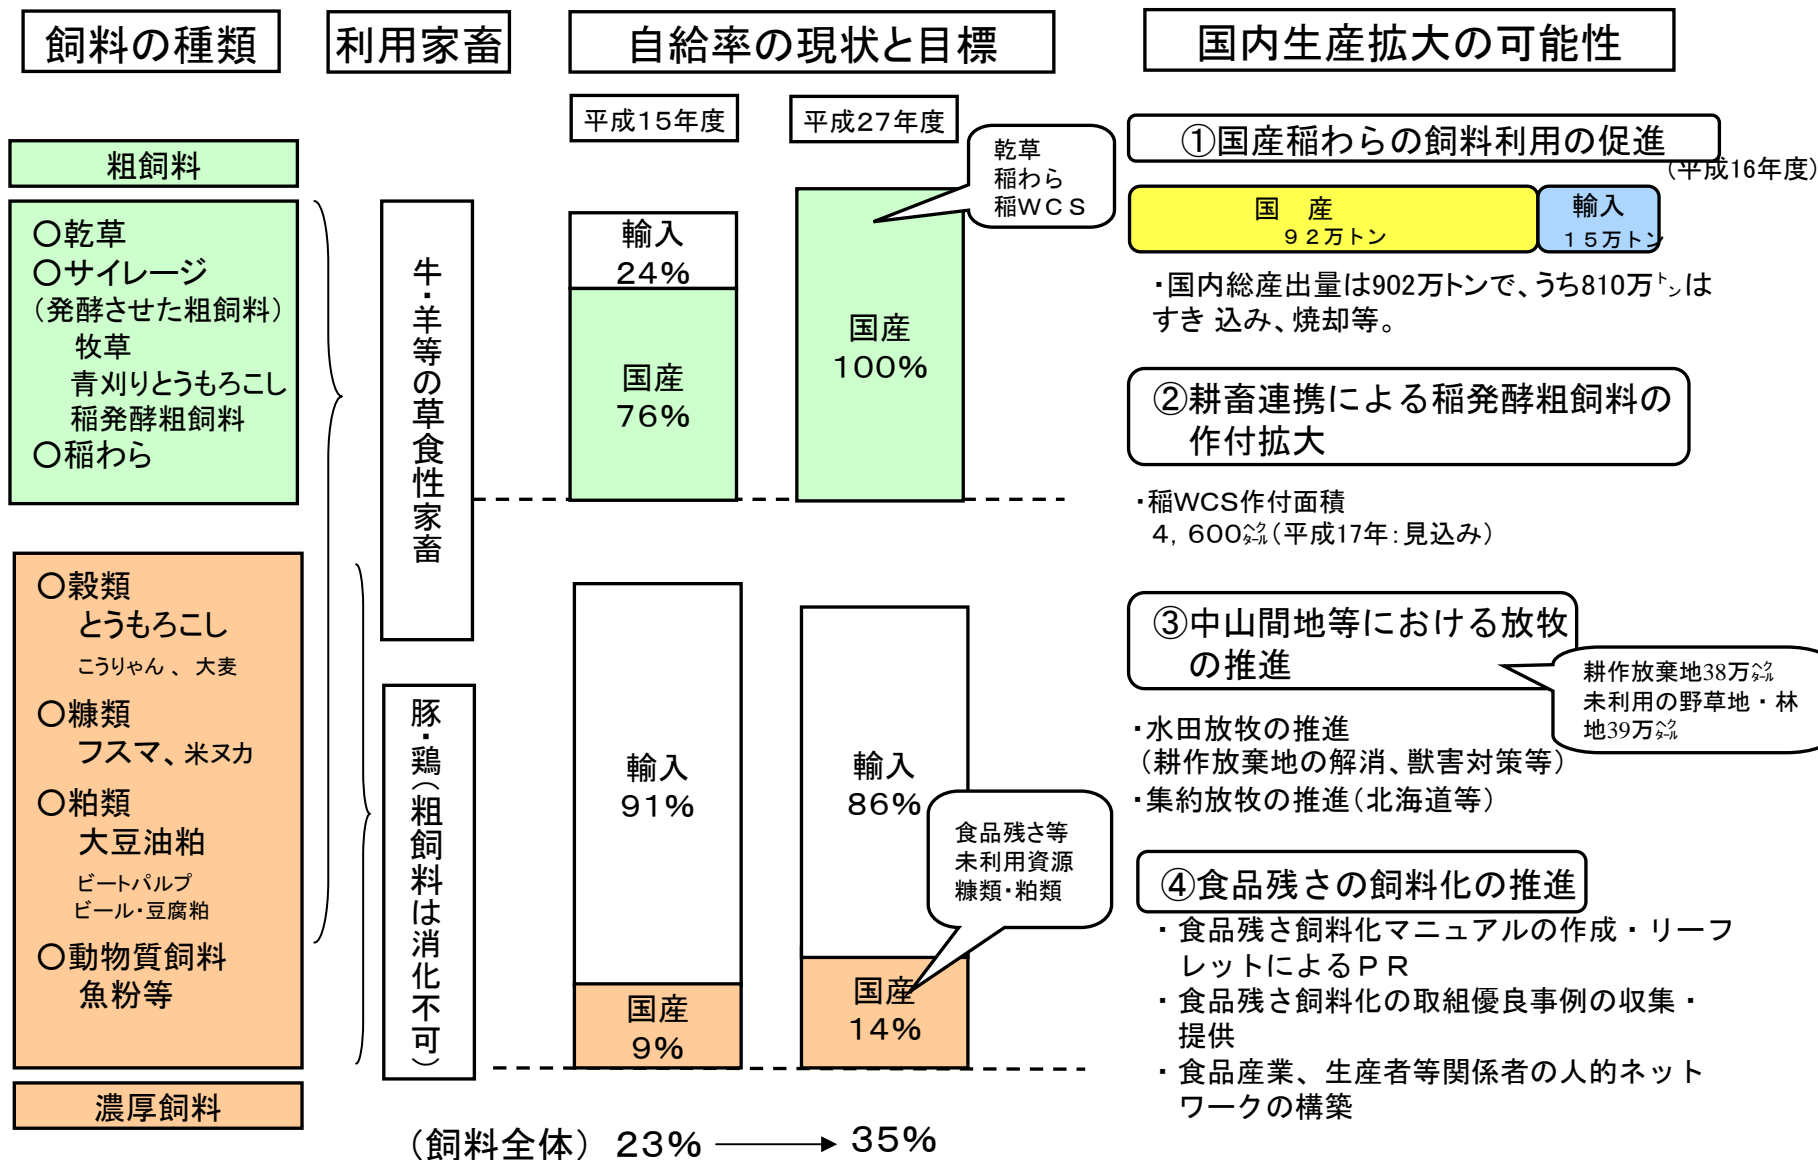 飼料の種類
利用家畜
自給率の現状と目標
国内生産拡大の可能性
粗飼料
○乾草
○サイレージ
(発酵させた粗飼料)
牧草
青刈りとうもろこし
稲発酵粗飼料
○稲わら
○穀類
とうもろこし
こうりゃん 、 大麦
○糠類
フスマ、米ヌカ
○粕類
大豆油粕
ビートパルプ
ビール・豆腐粕
○動物質飼料
魚粉等
濃厚飼料
牛・羊等の草食性家畜
豚・鶏(粗飼料は消化不可)
平成15年度
平成27年度
輸入
24%
国産
76%
国産
100%
乾草
稲わら
稲WCS
輸入
91%
国産
9%
輸入
86%
国産
14%
食品残さ等
未利用資源
糠類・粕類
(飼料全体) 23% → 35%
①国産稲わらの飼料利用の促進
(平成16年度)
国 産
92万トン
輸入
15万トン
・国内総産出量は902万トンで、うち810万トンは
すき 込み、焼却等。
②耕畜連携による稲発酵粗飼料の
作付拡大
・稲WCS作付面積
4,600ヘクタール(平成17年:見込み)
③中山間地等における放牧
の推進
耕作放棄地38万ヘクタール
未利用の野草地・林
地39万ヘクタール
・水田放牧の推進
(耕作放棄地の解消、獣害対策等)
・集約放牧の推進(北海道等)
④食品残さの飼料化の推進
・食品残さ飼料化マニュアルの作成・リーフ
レットによるPR
・食品残さ飼料化の取組優良事例の収集・
提供
・食品産業、生産者等関係者の人的ネット
ワークの構築